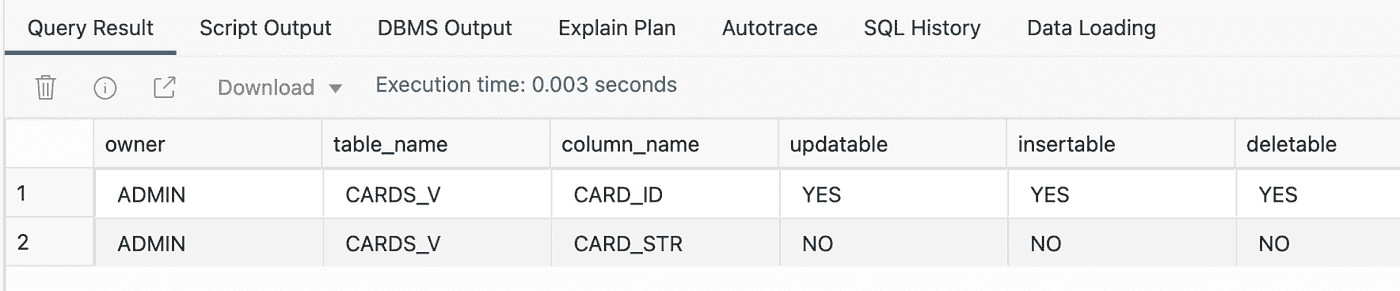 Query Result Script Output DBMS Output Explain Plan Autotrace SQL History Data Loading
Download Execution time: 0.003 seconds
owner table_name column_name updatable insertable deletable
1 ADMIN CARDS_V CARD_ID YES YES YES
2 ADMIN CARDS_V CARD_STR NO NO NO